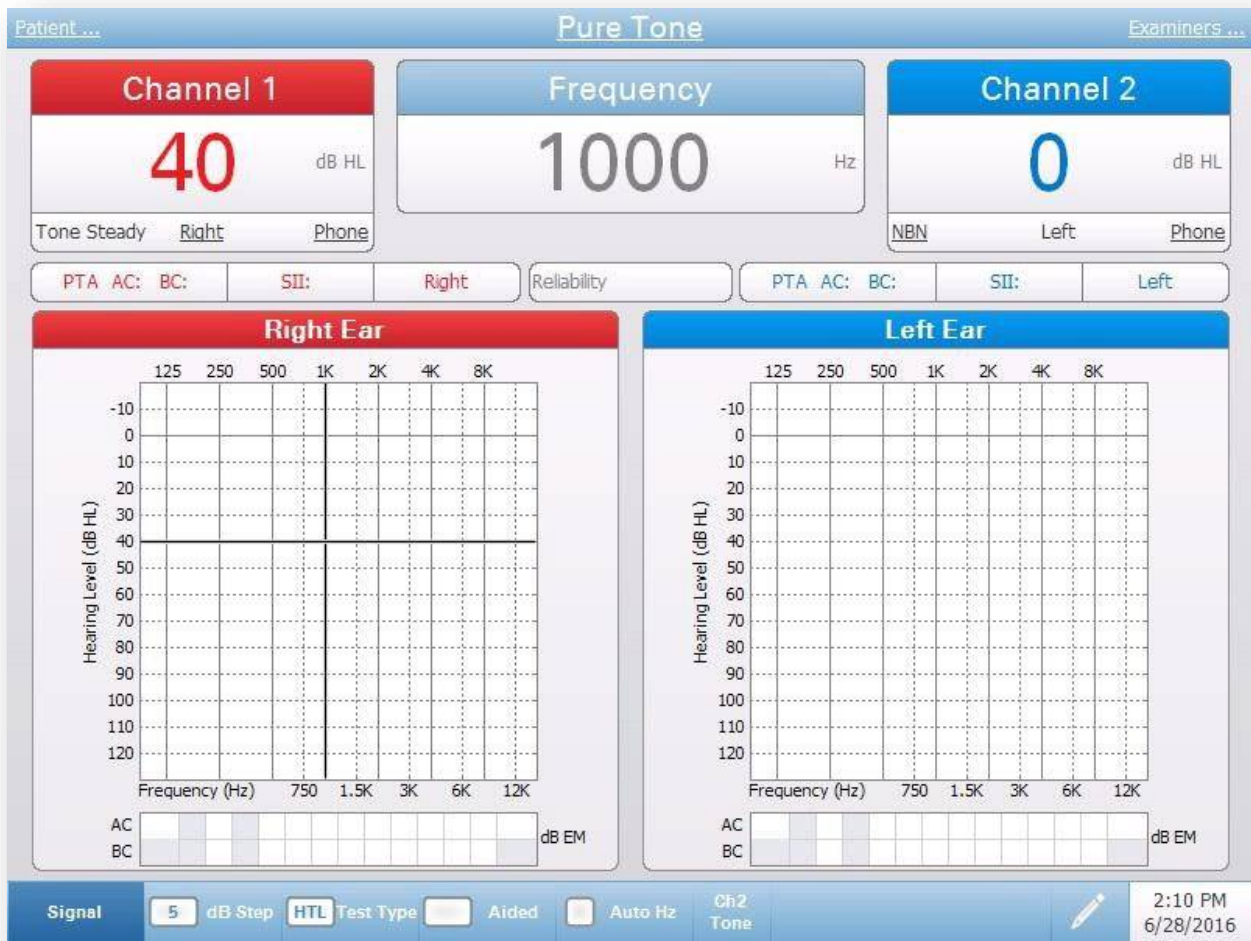 Patient ... Pure Tone Examiners ...
Channel 1 Frequency Channel 2
40 dB HL 1000 Hz 0 dB HL
Tone Steady Right Phone NBN Left Phone
PTA AC: BC: SII: Right Reliability PTA AC: BC: SII: Left
Right Ear
125 250 500 1K 2K 4K 8K
-10
0
10
20
30
40
50
60
70
80
90
100
110
120
Hearing Level (dB HL)
Frequency (Hz) 750 1.5K 3K 6K 12K
AC
BC
dB EM
Left Ear
125 250 500 1K 2K 4K 8K
-10
0
10
20
30
40
50
60
70
80
90
100
110
120
Hearing Level (dB HL)
Frequency (Hz) 750 1.5K 3K 6K 12K
AC
BC
dB EM
Signal 5 dB Step HTL Test Type Aided Auto Hz Ch2
Tone
2:10 PM
6/28/2016